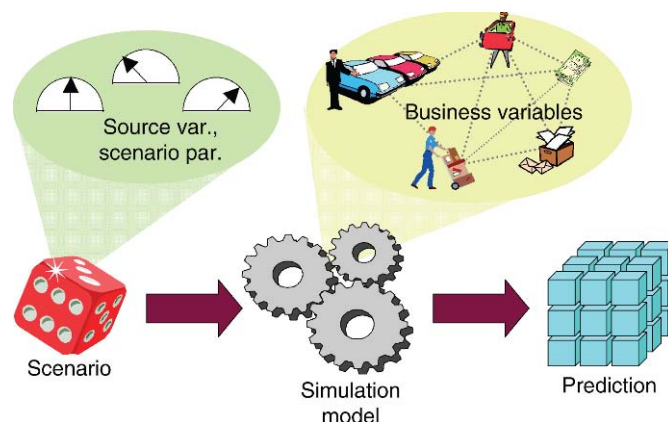 Source var.,
scenario par.
Business variables
Scenario
Simulation
model
Prediction